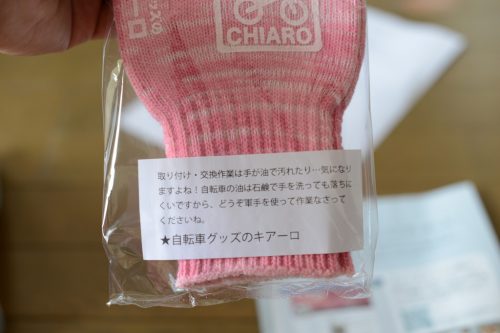 CHIARO
取り付け・交換作業は手が油で汚れたり…気になり
ますよね！自転車の油は石鹸で手を洗っても落ちに
くいですから、どうぞ軍手を使って作業なさって
くださいね。
★自転車グッズのキアーロ